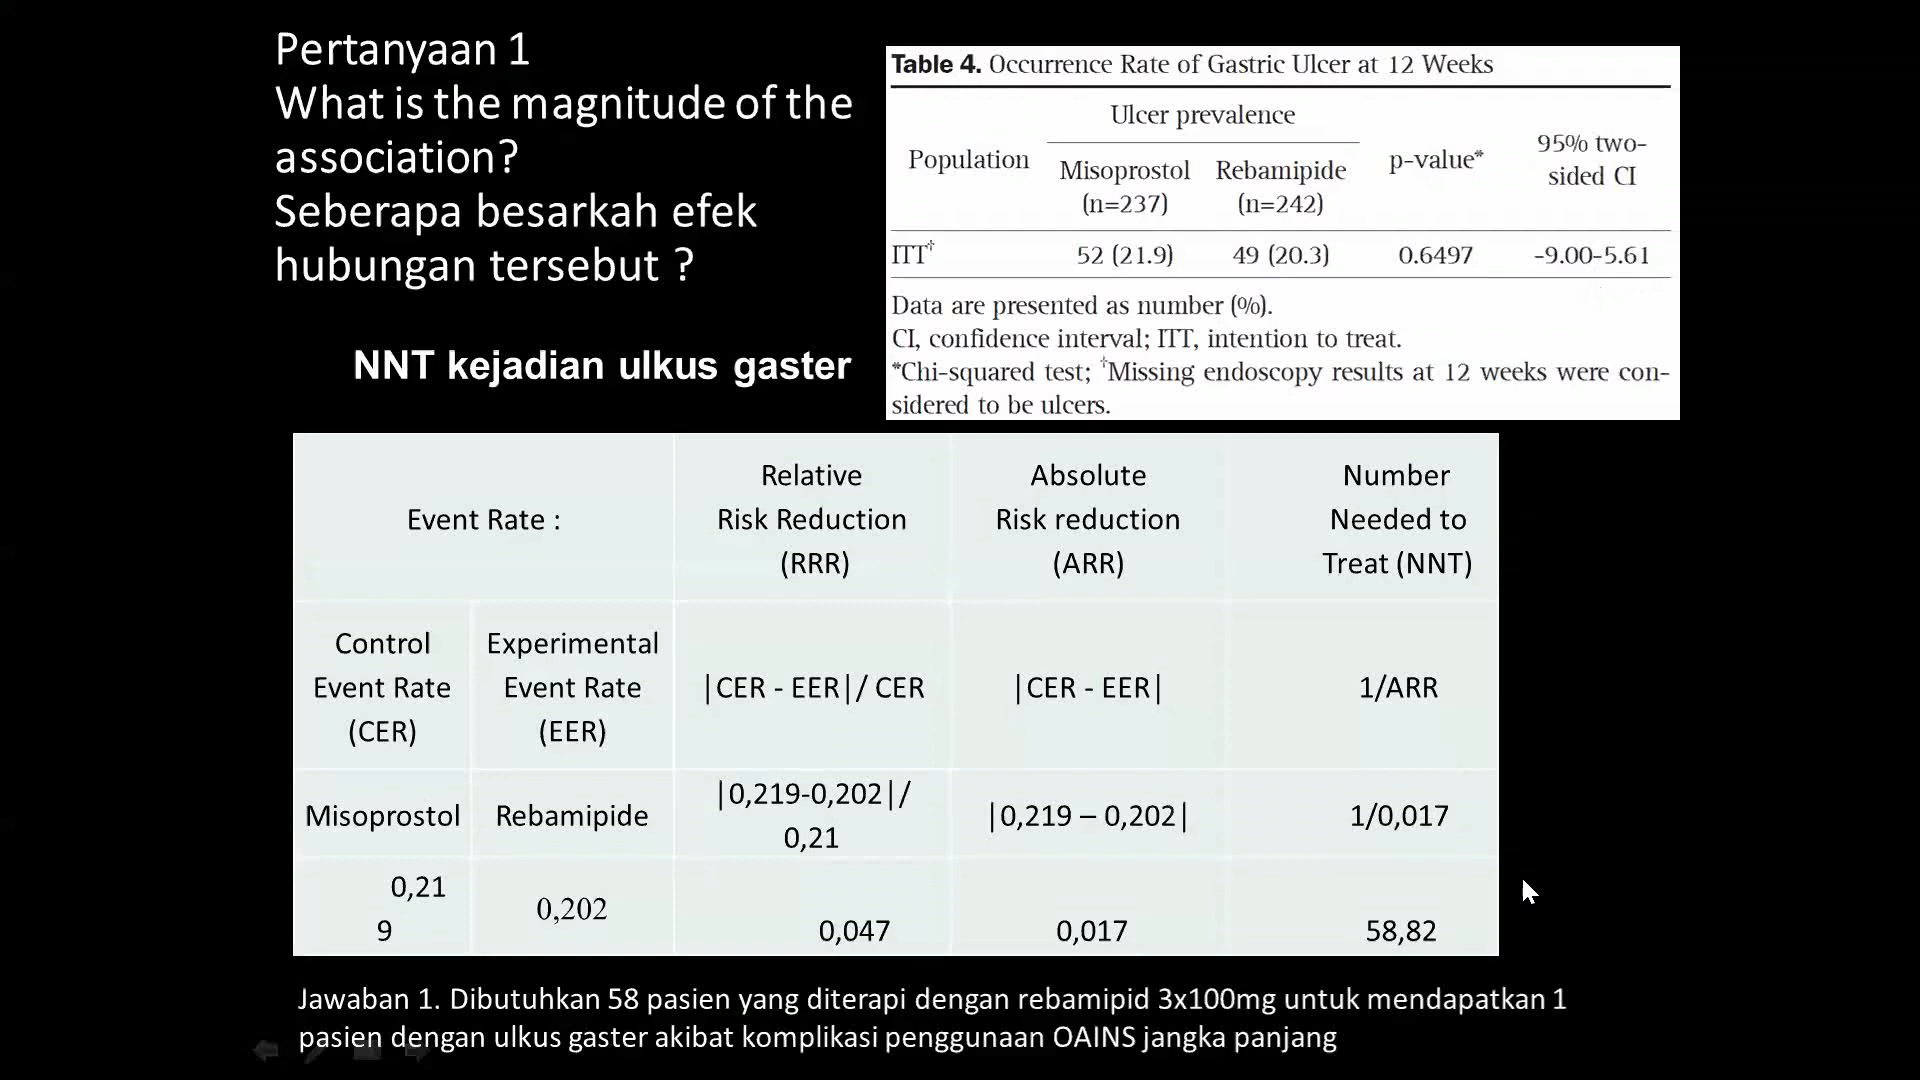 Pertanyaan 1
What is the magnitude of the
association?
Seberapa besarkah efek
hubungan tersebut ?
NNT kejadian ulkus gaster
Table 4. Occurrence Rate of Gastric Ulcer at 12 Weeks
Ulcer prevalence
Population
Misoprostol
(n=237)
Rebamipide
(n=242)
p-value*
95% two-
sided CI
ITT† 52 (21.9) 49 (20.3) 0.6497 -9.00-5.61
Data are presented as number (%).
CI, confidence interval; ITT, intention to treat.
*Chi-squared test; †Missing endoscopy results at 12 weeks were con-
sidered to be ulcers.
Event Rate :
Relative
Risk Reduction
(RRR)
Absolute
Risk reduction
(ARR)
Number
Needed to
Treat (NNT)
Control
Event Rate
(CER)
Experimental
Event Rate
(EER)
|CER - EER|/ CER
|CER - EER|
1/ARR
Misoprostol
Rebamipide
|0,219-0,202|/
0,21
|0,219 – 0,202|
1/0,017
0,21
9
0,202
0,047
0,017
58,82
Jawaban 1. Dibutuhkan 58 pasien yang diterapi dengan rebamipid 3x100mg untuk mendapatkan 1
pasien dengan ulkus gaster akibat komplikasi penggunaan OAINS jangka panjang